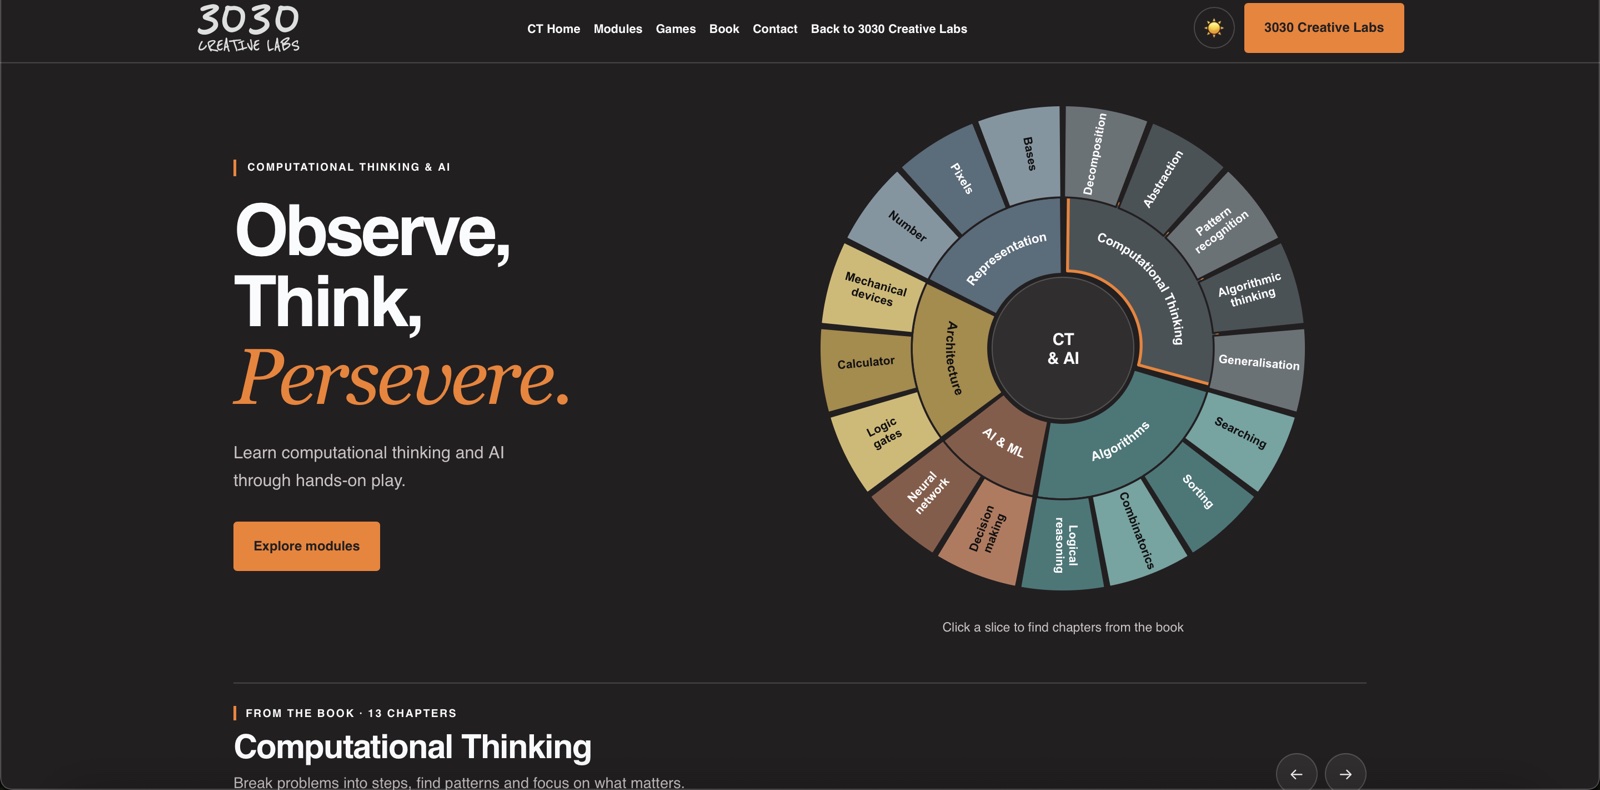 3030
CREATIVE LABS
CT Home Modules Games Book Contact Back to 3030 Creative Labs
3030 Creative Labs
COMPUTATIONAL THINKING & AI
Observe,
Think,
Persevere.
Learn computational thinking and AI
through hands-on play.
Explore modules
CT
& AI
Computational Thinking
Decomposition
Abstraction
Pattern
recognition
Algorithmic
thinking
Generalisation
Algorithms
Searching
Sorting
Combinatorics
Logical
reasoning
AI & ML
Decision
making
Neural
network
Architecture
Logic
gates
Calculator
Mechanical
devices
Representation
Number
Pixels
Bases
Click a slice to find chapters from the book
FROM THE BOOK · 13 CHAPTERS
Computational Thinking
Break problems into steps, find patterns and focus on what matters.